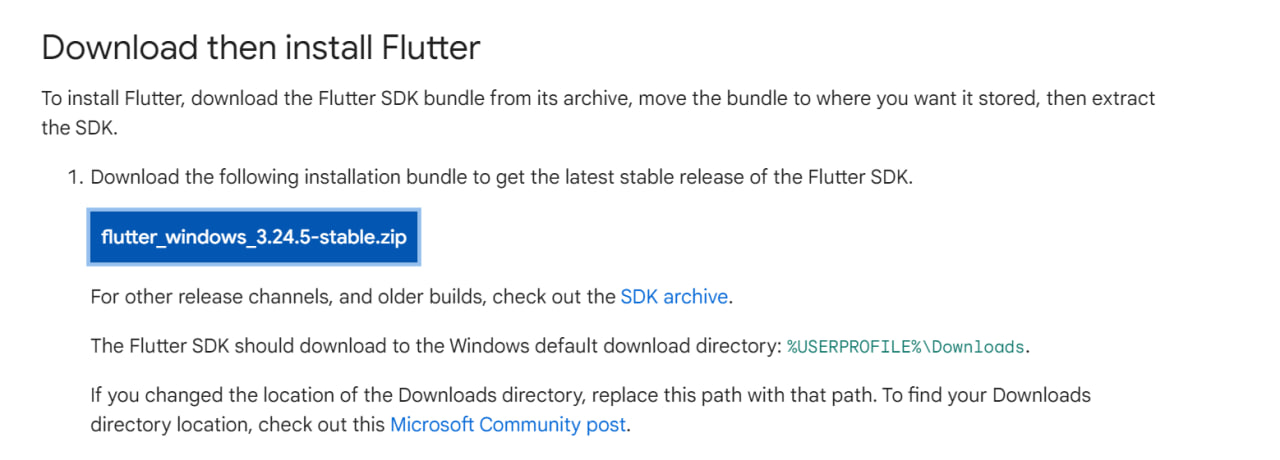 Download then install Flutter
To install Flutter, download the Flutter SDK bundle from its archive, move the bundle to where you want it stored, then extract
the SDK.
1. Download the following installation bundle to get the latest stable release of the Flutter SDK.
flutter_windows_3.24.5-stable.zip
For other release channels, and older builds, check out the SDK archive.
The Flutter SDK should download to the Windows default download directory: %USERPROFILE%\Downloads.
If you changed the location of the Downloads directory, replace this path with that path. To find your Downloads
directory location, check out this Microsoft Community post.